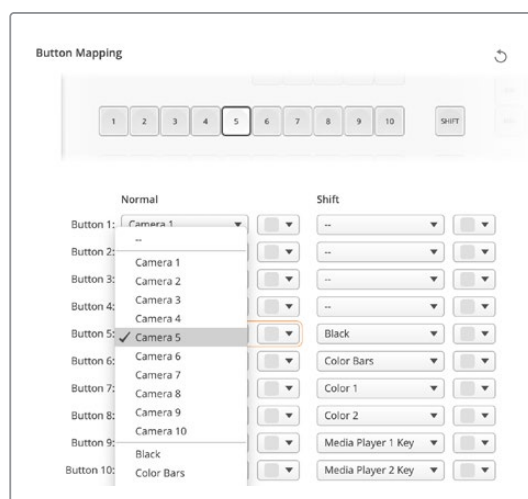 Button Mapping
1 2 3 4 5 6 7 8 9 10 SHIFT
Normal Shift
Button 1: Camera 1 --
Button 2: -- --
Button 3: Camera 1 --
Button 4: Camera 2 --
Camera 3
Camera 4
Button 5: Camera 5 Black
Button 6: Camera 6 Color Bars
Button 7: Camera 7 Color 1
Button 8: Camera 8 Color 2
Camera 9
Button 9: Camera 10 Media Player 1 Key
Black
Button 10: Color Bars Media Player 2 Key